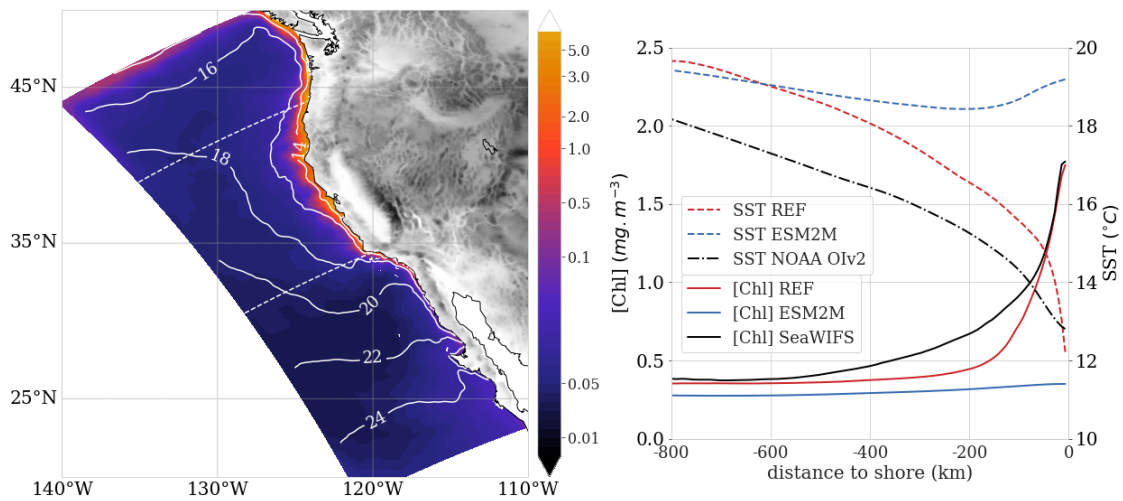 45°N
35°N
25°N
140°W
130°W
120°W
110°W
16
14
18
20
22
24
5.0
3.0
2.0
1.0
0.5
0.1
0.05
0.01
2.5
2.0
1.5
1.0
0.5
0.0
[Chl] (mg.m⁻³)
SST REF
SST ESM2M
SST NOAA OIv2
[Chl] REF
[Chl] ESM2M
[Chl] SeaWIFS
20
18
16
14
12
10
SST (°C)
-800
-600
-400
-200
0
distance to shore (km)